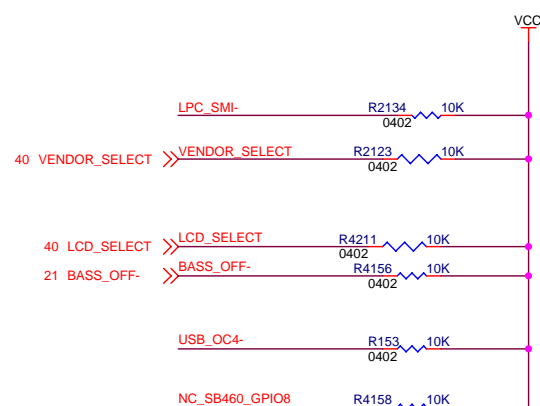 VCC
LPC_SMI- R2134 10K
0402
40 VENDOR_SELECT VENDOR_SELECT R2123 10K
0402
40 LCD_SELECT LCD_SELECT R4211 10K
0402
21 BASS_OFF- BASS_OFF- R4156 10K
0402
USB_OC4- R153 10K
0402
NC_SB460_GPIO8 R4158 10K